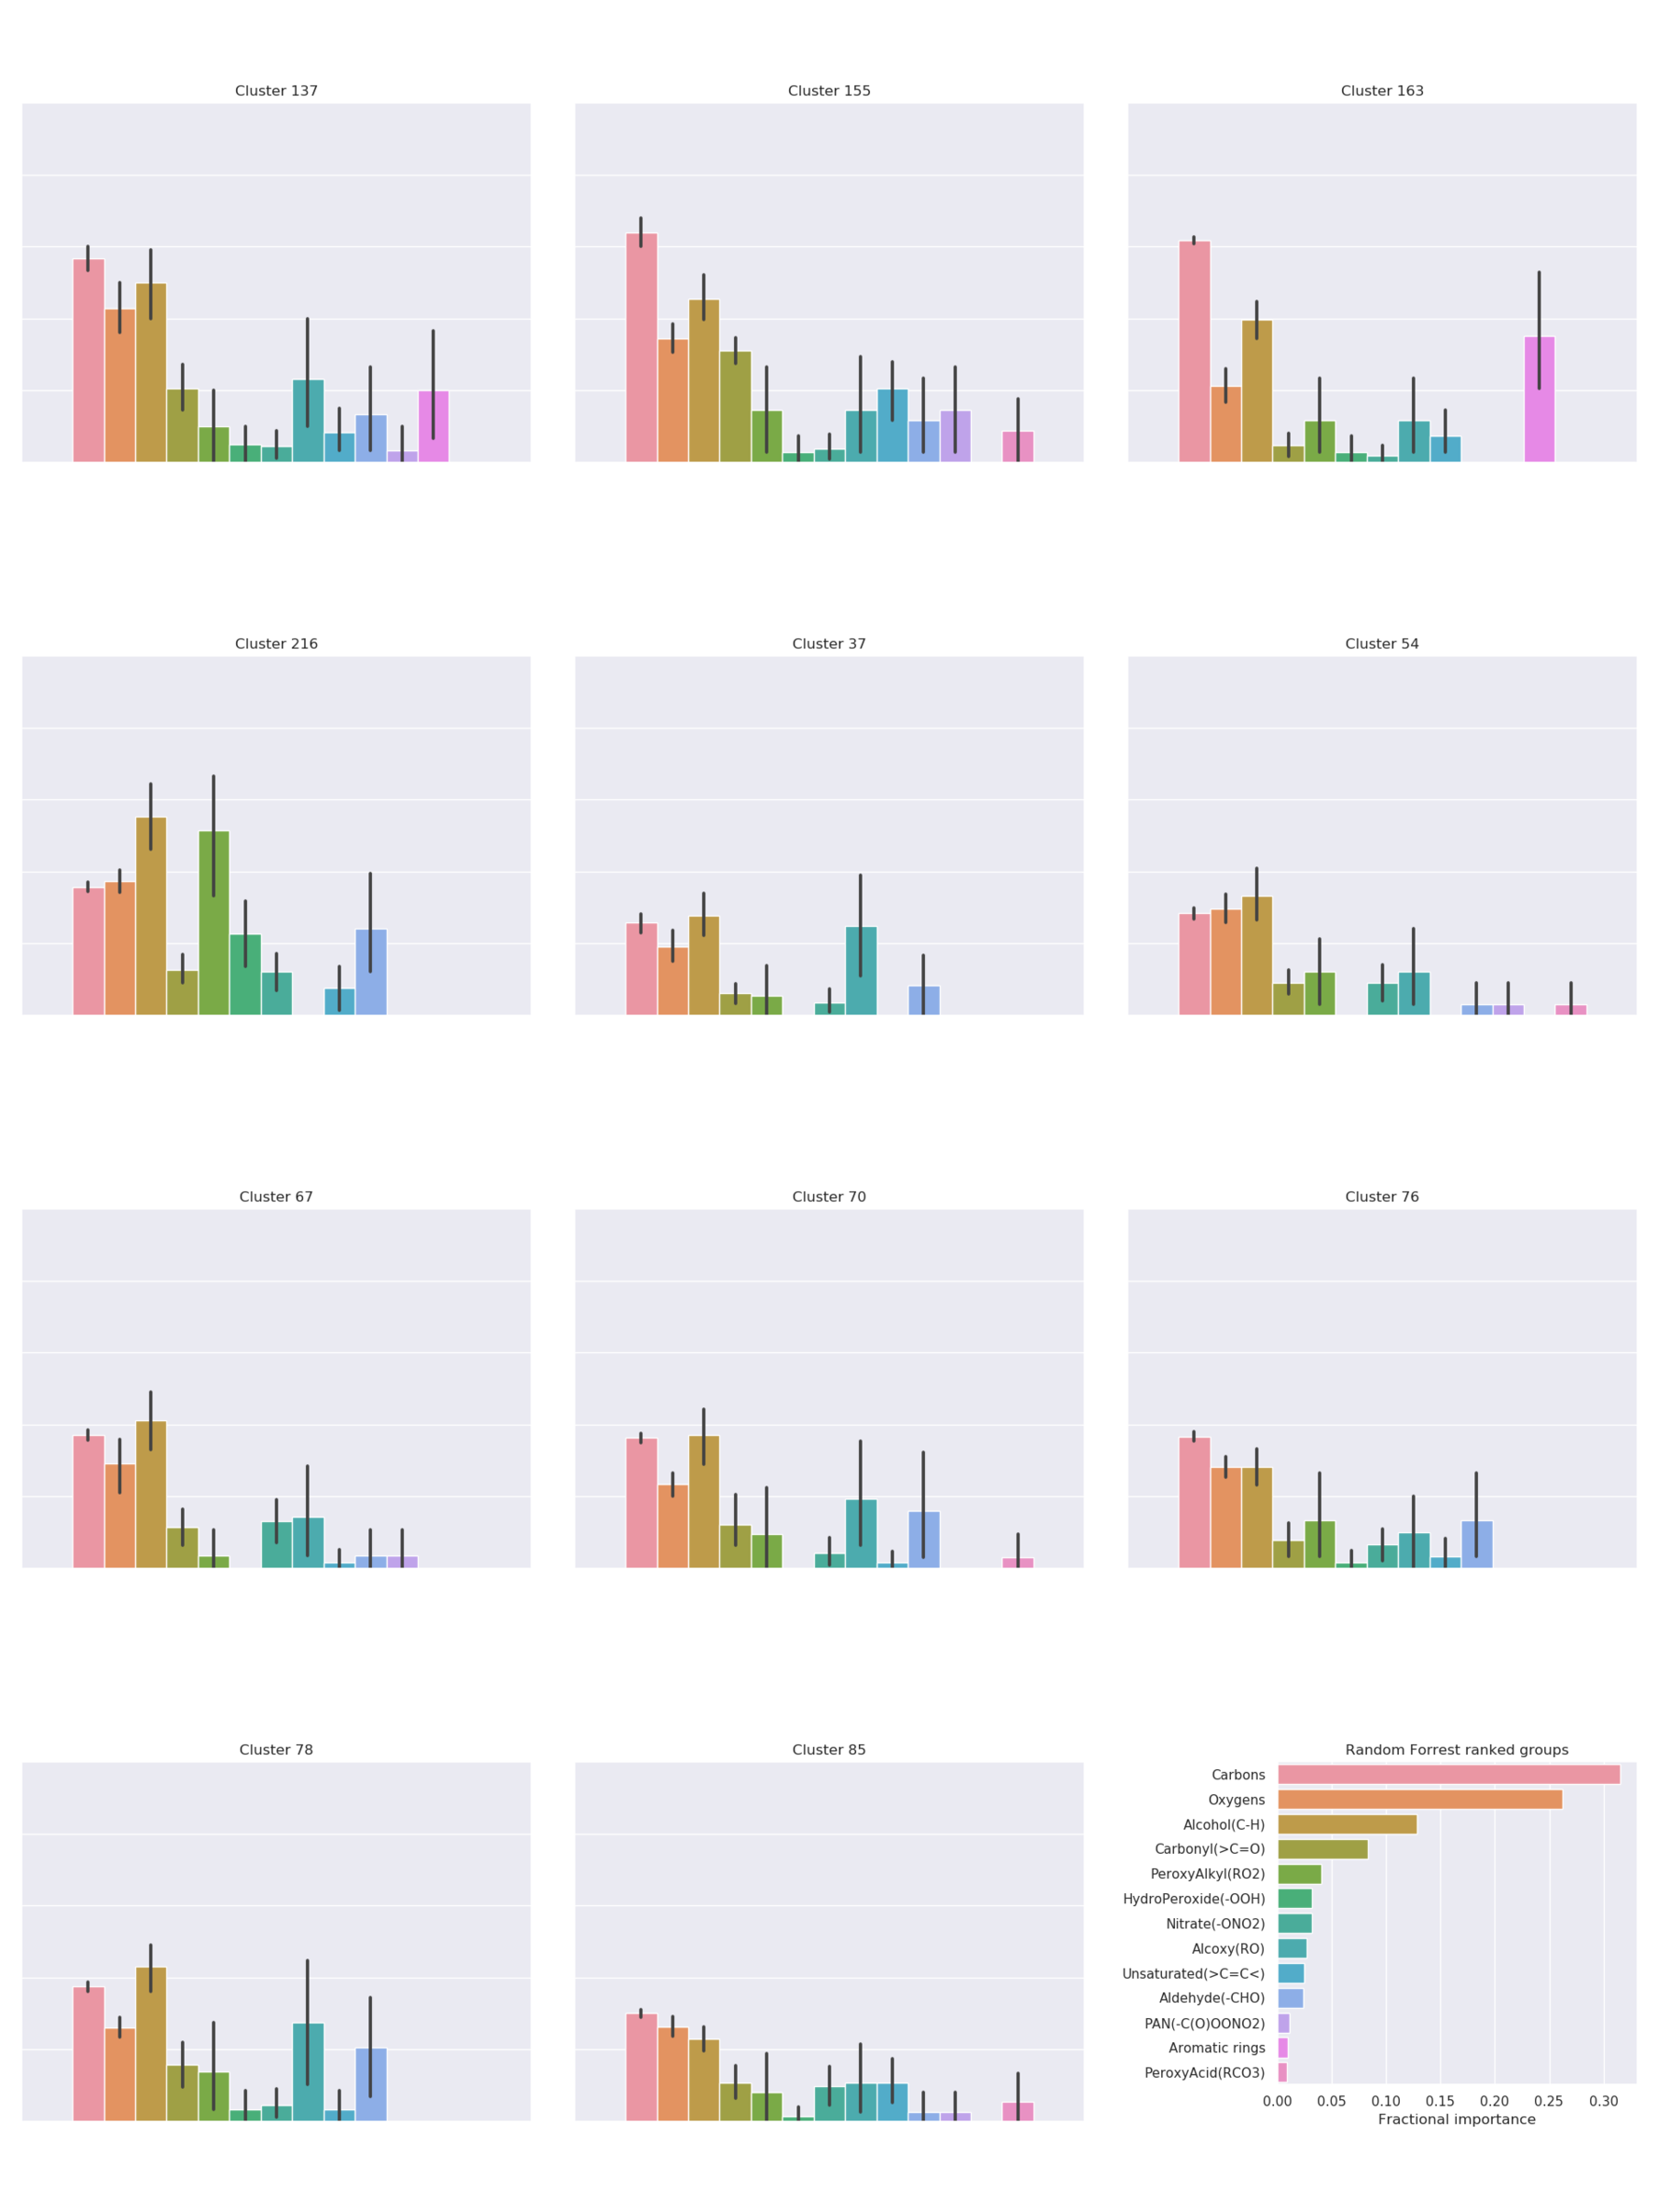 Cluster 137
Cluster 155
Cluster 163
Cluster 216
Cluster 37
Cluster 54
Cluster 67
Cluster 70
Cluster 76
Cluster 78
Cluster 85
Random Forrest ranked groups
Carbons
Oxygens
Alcohol(C-H)
Carbonyl(>C=O)
PeroxyAlkyl(RO2)
HydroPeroxide(-OOH)
Nitrate(-ONO2)
Alcoxy(RO)
Unsaturated(>C=C<)
Aldehyde(-CHO)
PAN(-C(O)OONO2)
Aromatic rings
PeroxyAcid(RCO3)
0.00 0.05 0.10 0.15 0.20 0.25 0.30
Fractional importance